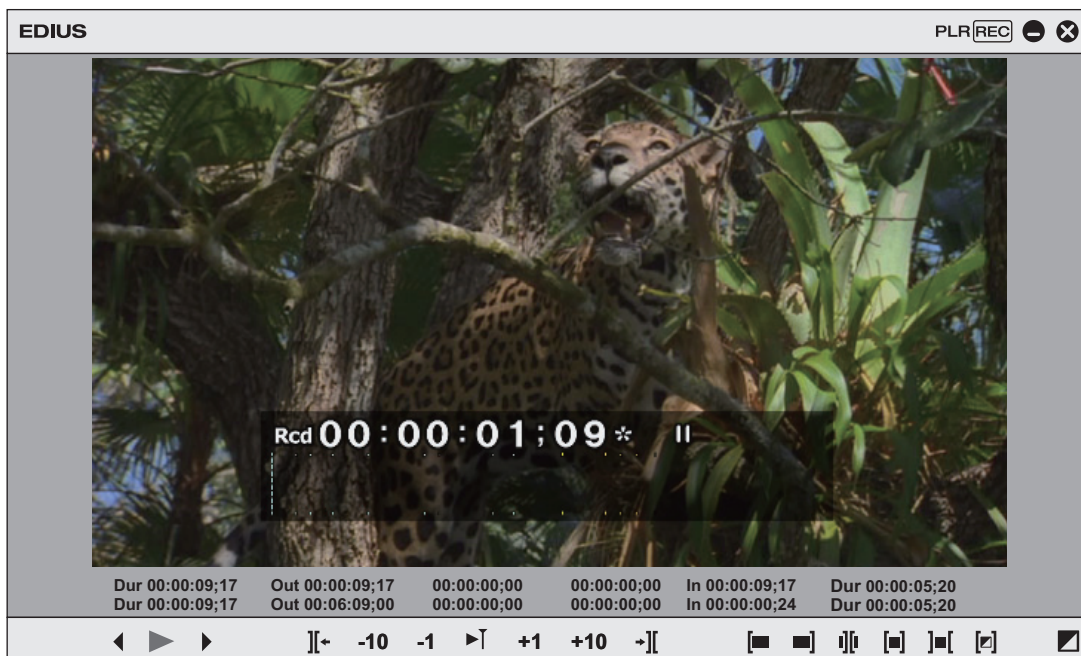 EDIUS PLR REC
Rcd 00:00:01;09* II
Dur 00:00:09;17 Out 00:00:09;17 00:00:00;00 00:00:00;00 In 00:00:09;17 Dur 00:00:05;20
Dur 00:00:09;17 Out 00:06:09;00 00:00:00;00 00:00:00;00 In 00:00:00;24 Dur 00:00:05;20
-10 -1 +1 +10